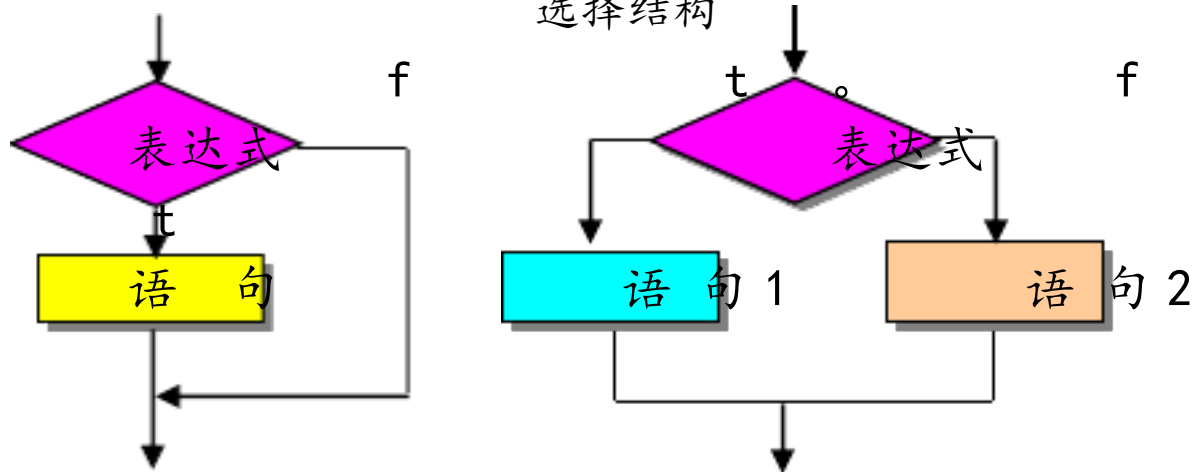 选择结构
f
t 。 f
表达式
表达式
t
语 句
语 句 1
语 句 2